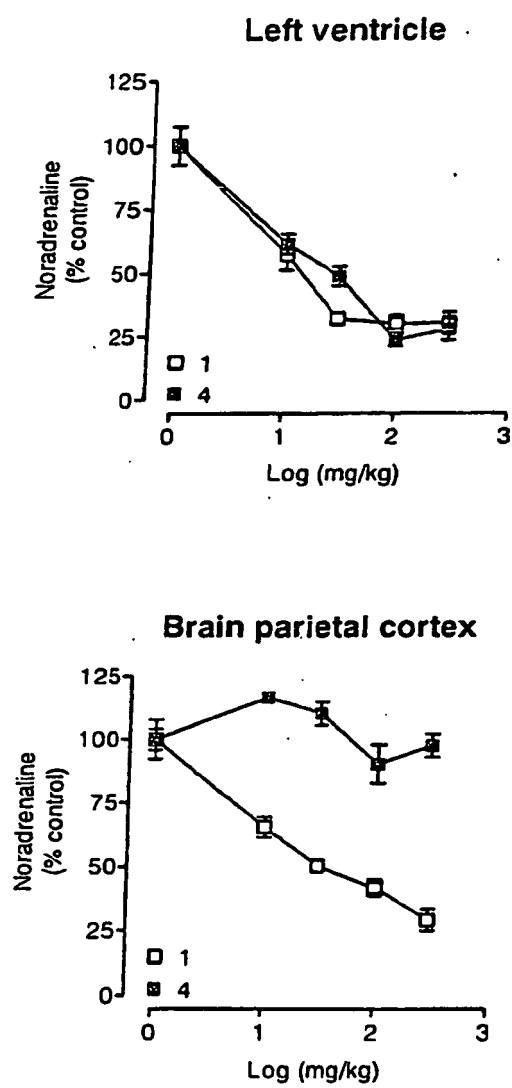 Left ventricle
125
100
75
50
25
0
Noradrenaline
(% control)
1
4
0 1 2 3
Log (mg/kg)
Brain parietal cortex
125
100
75
50
25
0
Noradrenaline
(% control)
1
4
0 1 2 3
Log (mg/kg)